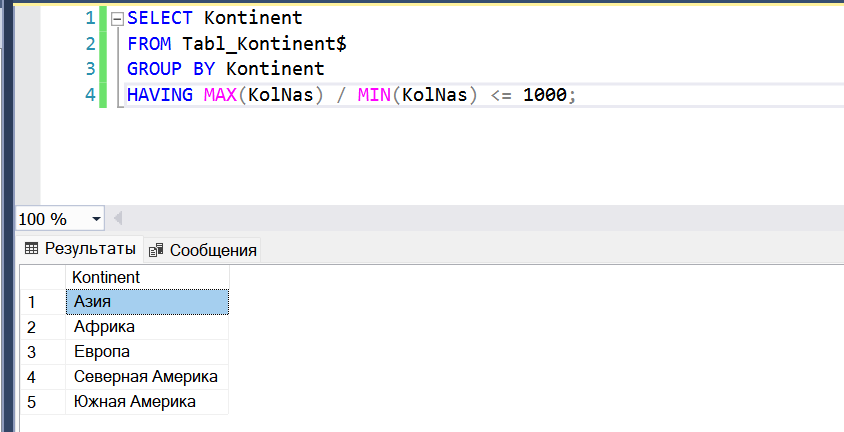 1 SELECT Kontinent
2 FROM Tabl_Kontinent$
3 GROUP BY Kontinent
4 HAVING MAX(KolNas) / MIN(KolNas) <= 1000;
100 %
Результаты Сообщения
Kontinent
1 Азия
2 Африка
3 Европа
4 Северная Америка
5 Южная Америка